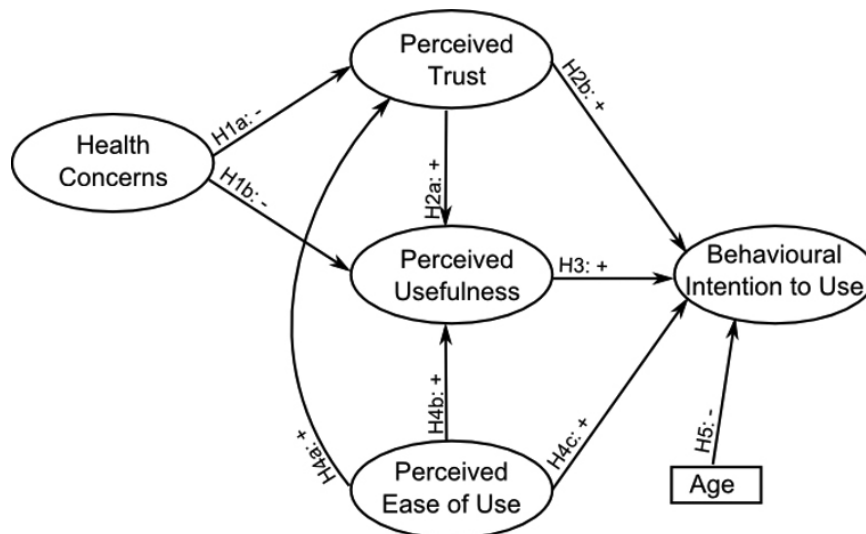 Perceived
Trust
H1a: -
H2b: +
Health
Concerns
H1b: -
H2a: +
Perceived
Usefulness
H3: +
Behavioural
Intention to Use
H4a: +
H4b: +
H4c: +
H5: -
Perceived
Ease of Use
Age